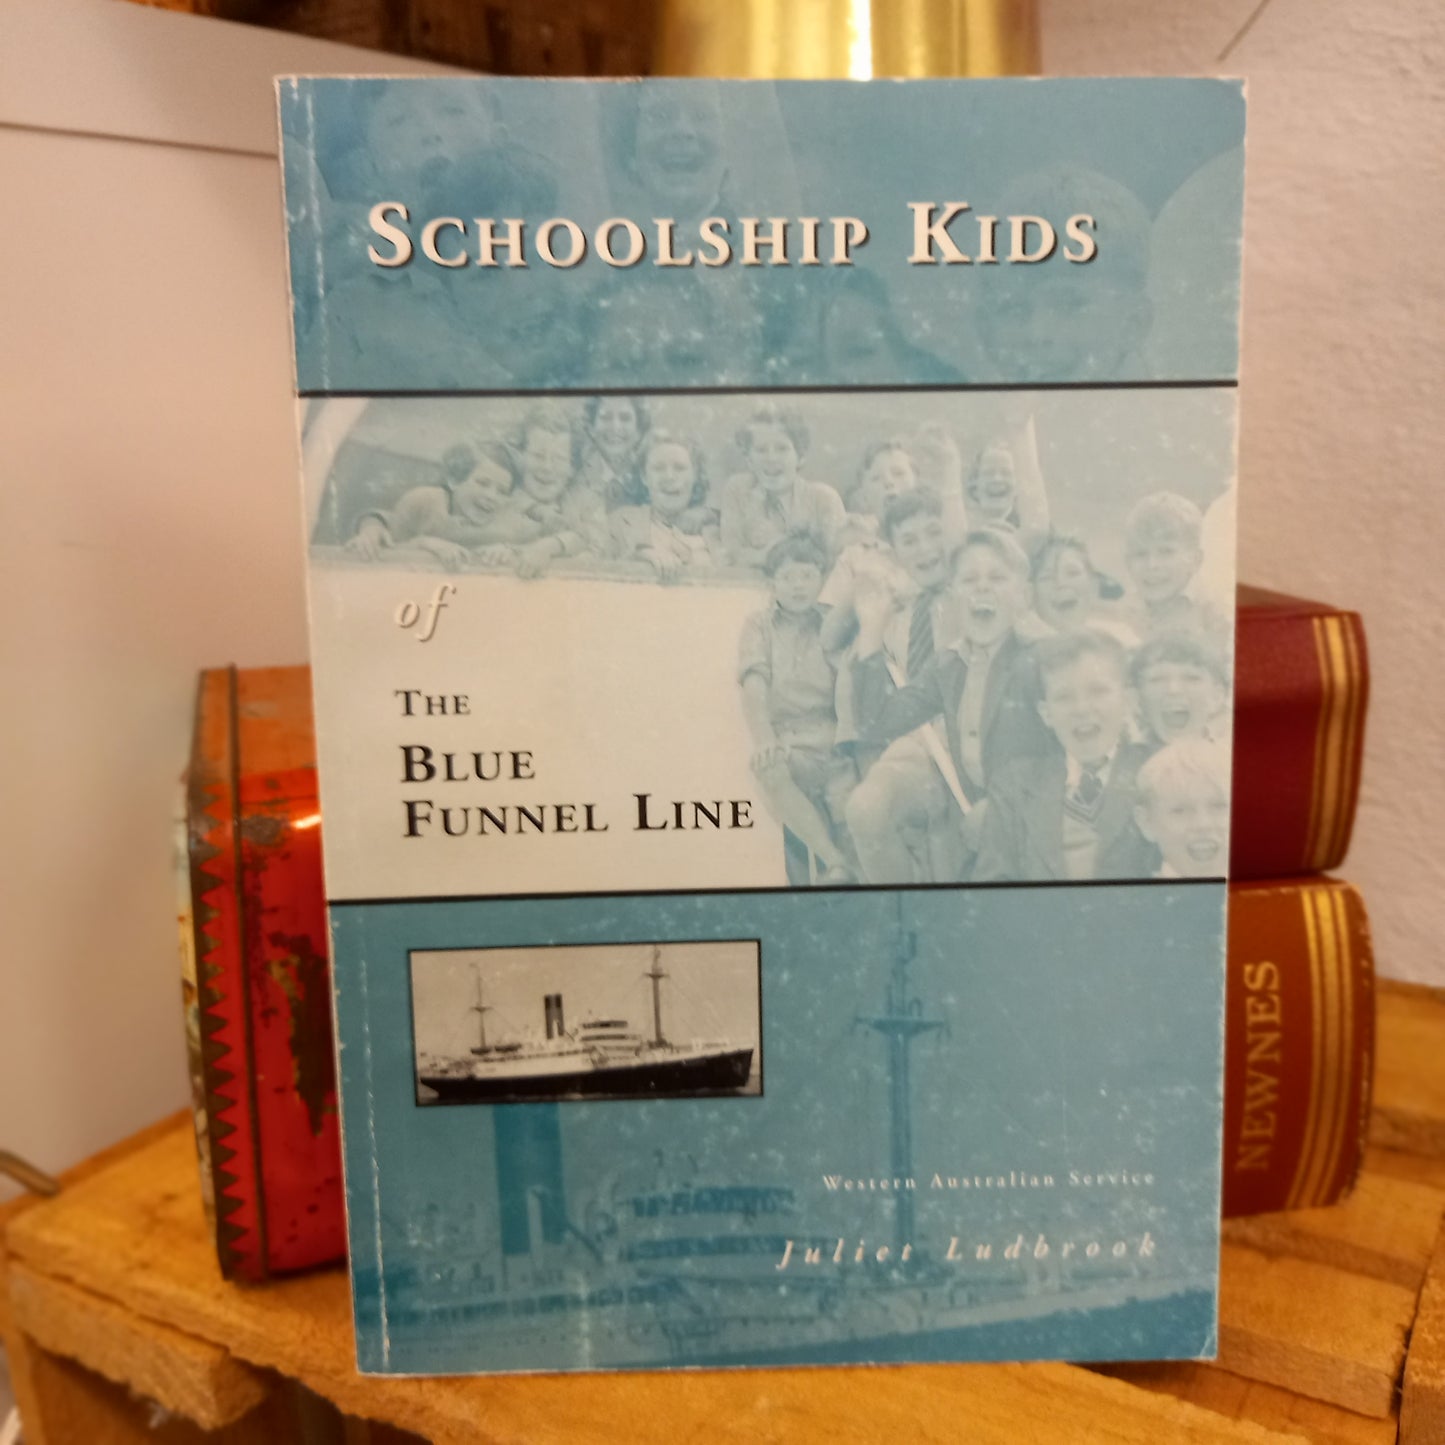 SCHOOLSHIP KIDS
of
THE
BLUE
FUNNEL LINE
Western Australian Service
Juliet Ludbrook
NEWNES